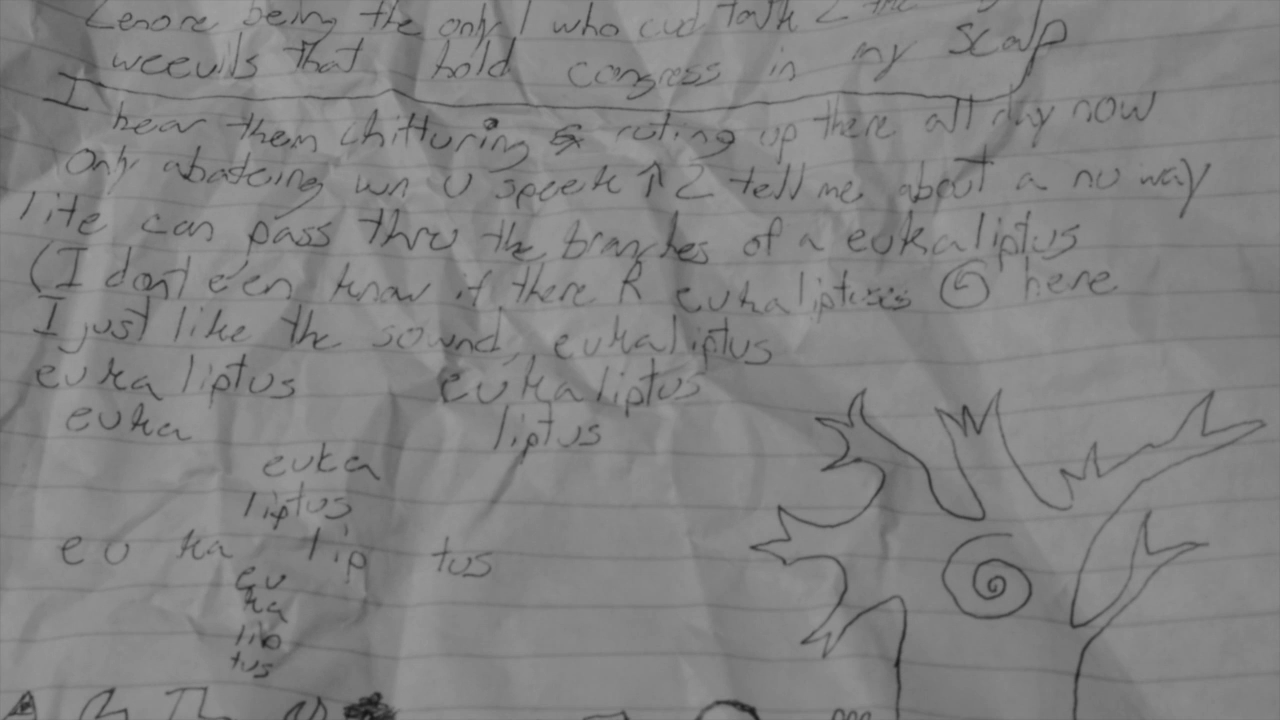 Lenore being the only 1 who cud talk 2 the
weevils that hold congress in my scalp
I hear them chitturing & ruting up there all day now
only abateing wn U speek ↑ 2 tell me about a nu way
lite can pass thru the branches of a eukaliptus
(I dont e'en know if there R eukaliptuses @ here
I just like the sound, eukaliptus
eukaliptus eukaliptus
euka liptus
euka
liptus
eu ka lip tus
eu
ka
lip
tus